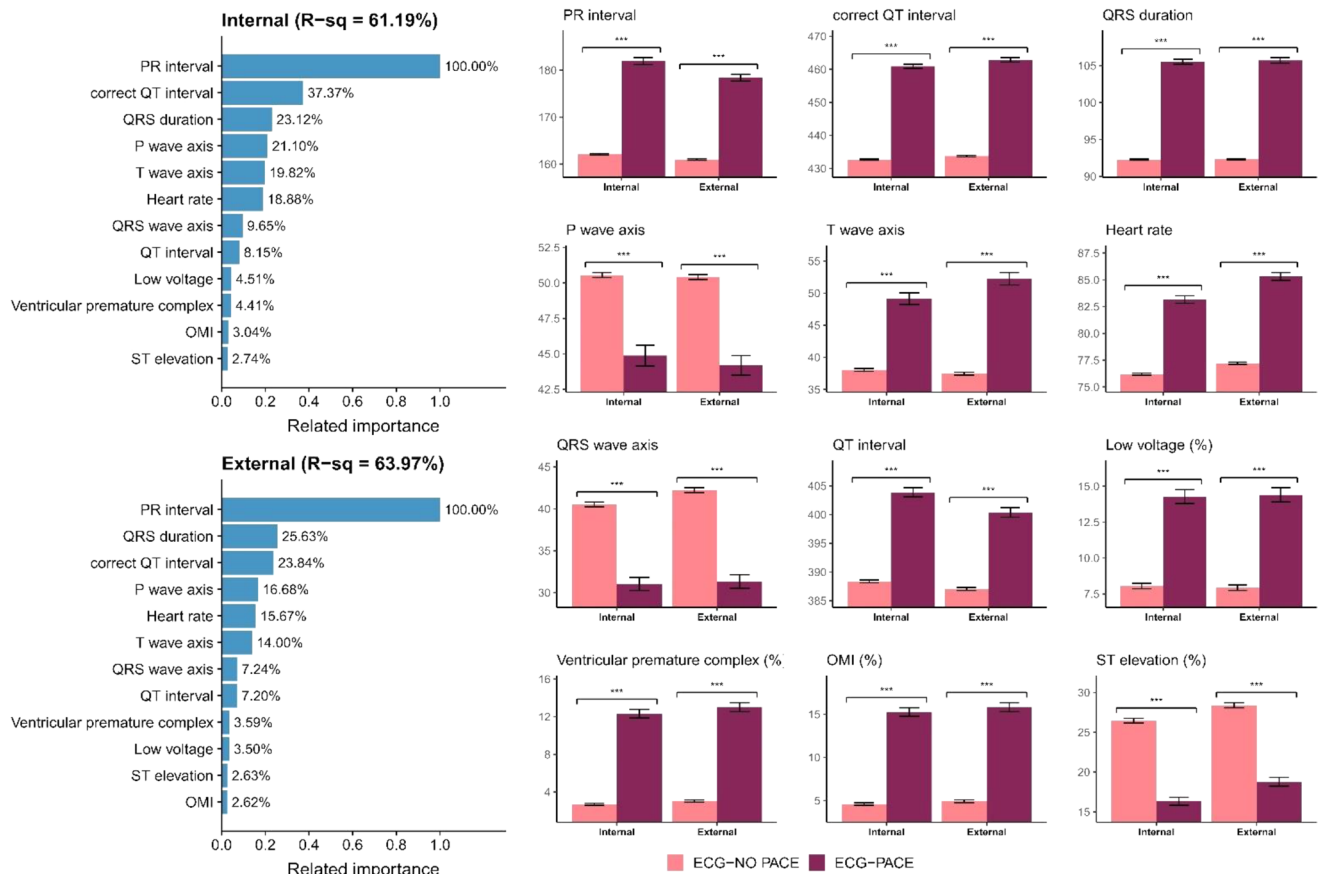 Internal (R−sq = 61.19%)
PR interval 100.00%
correct QT interval 37.37%
QRS duration 23.12%
P wave axis 21.10%
T wave axis 19.82%
Heart rate 18.88%
QRS wave axis 9.65%
QT interval 8.15%
Low voltage 4.51%
Ventricular premature complex 4.41%
OMI 3.04%
ST elevation 2.74%
0.0 0.2 0.4 0.6 0.8 1.0
Related importance
External (R−sq = 63.97%)
PR interval 100.00%
QRS duration 25.63%
correct QT interval 23.84%
P wave axis 16.68%
Heart rate 15.67%
T wave axis 14.00%
QRS wave axis 7.24%
QT interval 7.20%
Ventricular premature complex 3.59%
Low voltage 3.50%
ST elevation 2.63%
OMI 2.62%
0.0 0.2 0.4 0.6 0.8 1.0
Related importance
PR interval
*** ***
180
170
160
Internal External
correct QT interval
*** ***
470
460
450
440
430
Internal External
QRS duration
*** ***
105
100
95
90
Internal External
P wave axis
*** ***
52.5
50.0
47.5
45.0
42.5
Internal External
T wave axis
*** ***
55
50
45
40
35
Internal External
Heart rate
*** ***
87.5
85.0
82.5
80.0
77.5
75.0
Internal External
QRS wave axis
*** ***
45
40
35
30
Internal External
QT interval
*** ***
405
400
395
390
385
Internal External
Low voltage (%)
*** ***
15.0
12.5
10.0
7.5
Internal External
Ventricular premature complex (%)
*** ***
16
12
8
4
Internal External
OMI (%)
*** ***
15
10
5
Internal External
ST elevation (%)
*** ***
30
25
20
15
Internal External
ECG−NO PACE ECG−PACE